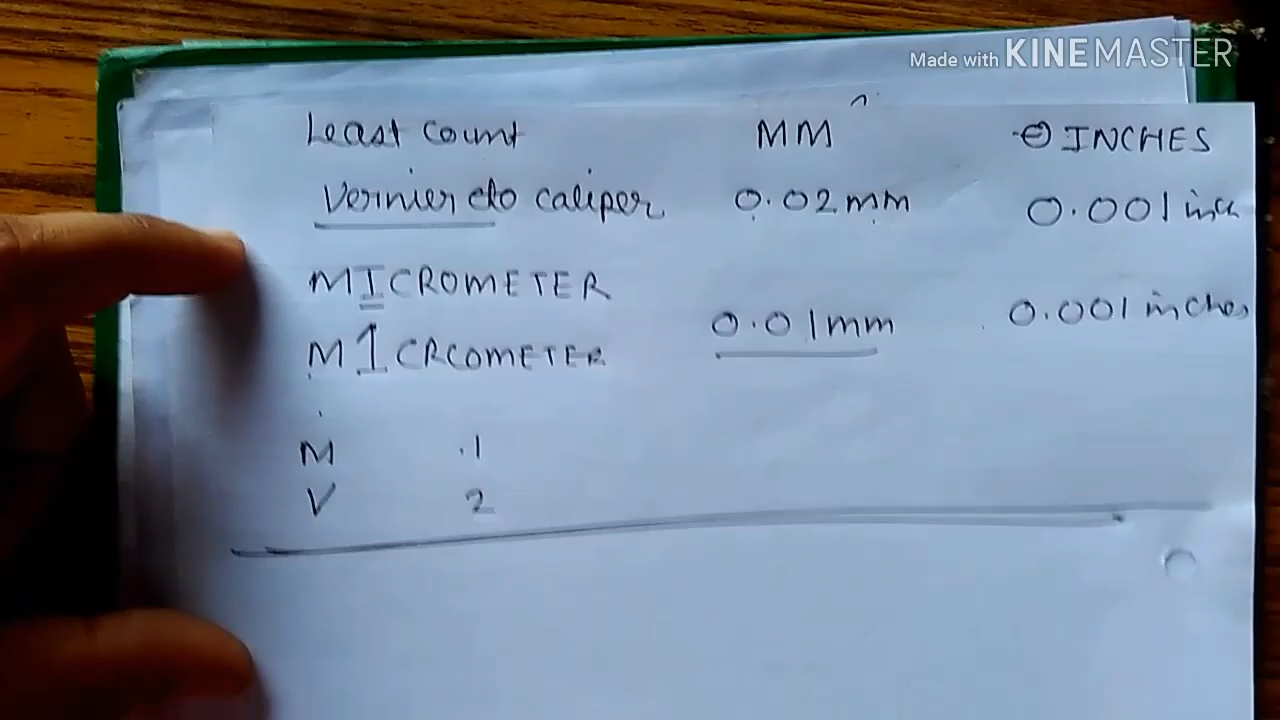 Made with KINEMASTER
Least count MM INCHES
Vernier clo caliper 0.02mm 0.001 inch
MICROMETER
0.01mm 0.001 inches
MICRCOMETER
M .1
V 2